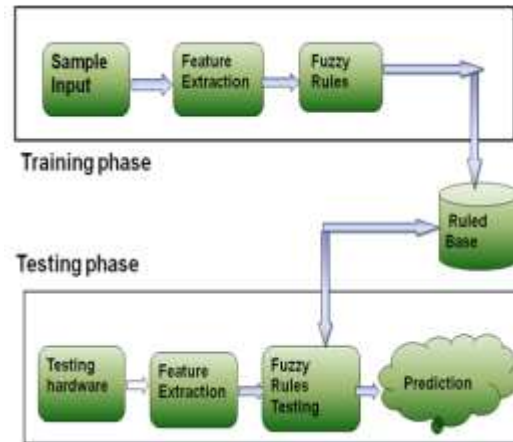 Sample
Input
Feature
Extraction
Fuzzy
Rules
Training phase
Ruled
Base
Testing phase
Testing
hardware
Feature
Extraction
Fuzzy
Rules
Testing
Prediction